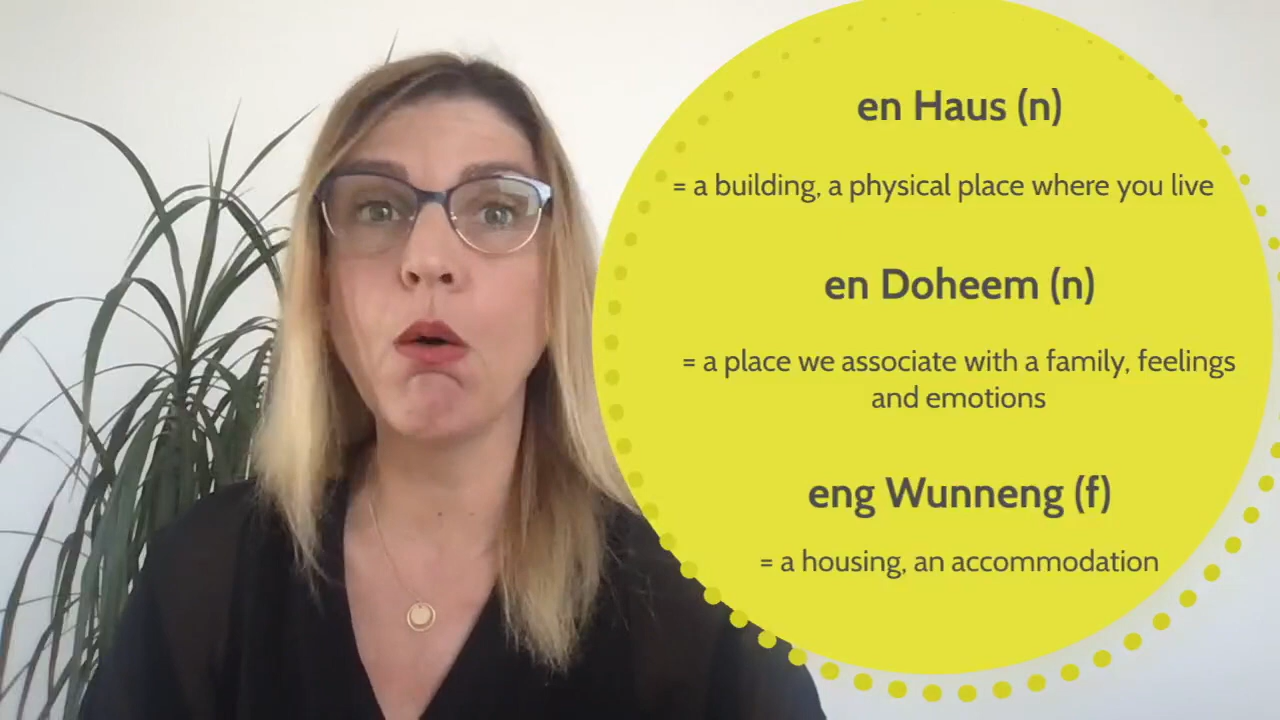 en Haus (n)
= a building, a physical place where you live
en Doheem (n)
= a place we associate with a family, feelings
and emotions
eng Wunneng (f)
= a housing, an accommodation